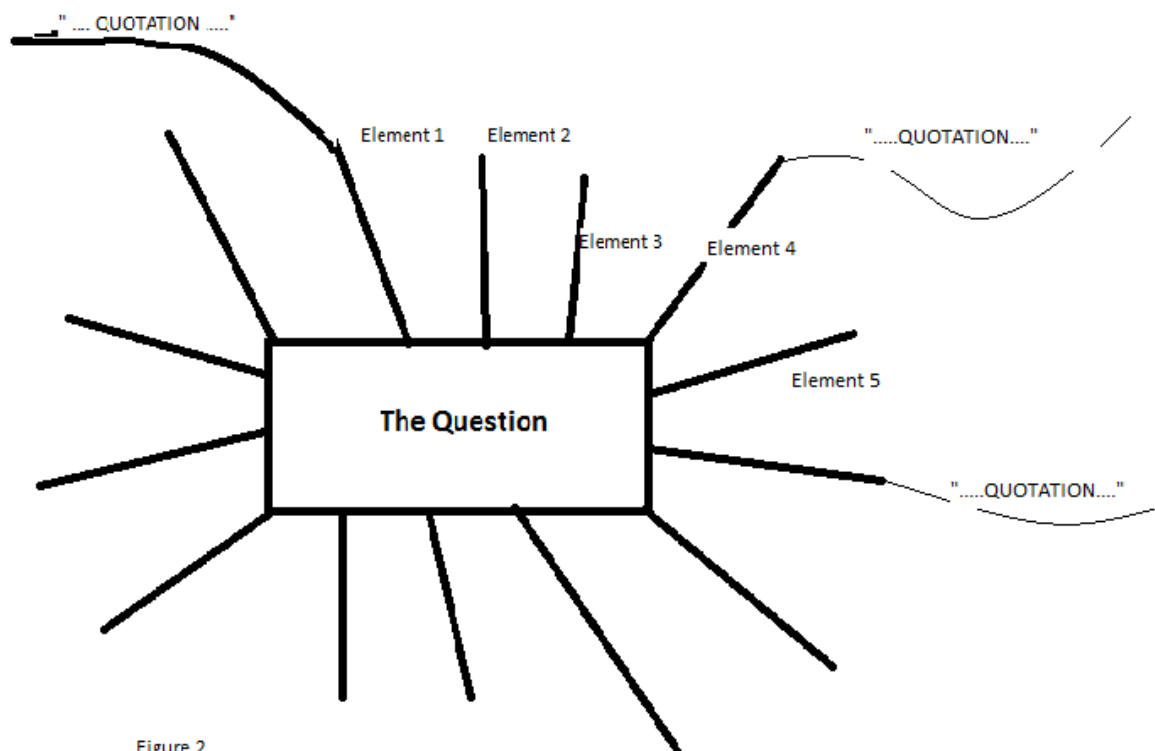 " .... QUOTATION ....."
Element 1
Element 2
".....QUOTATION...."
Element 3
Element 4
Element 5
The Question
".....QUOTATION...."
Figure 2